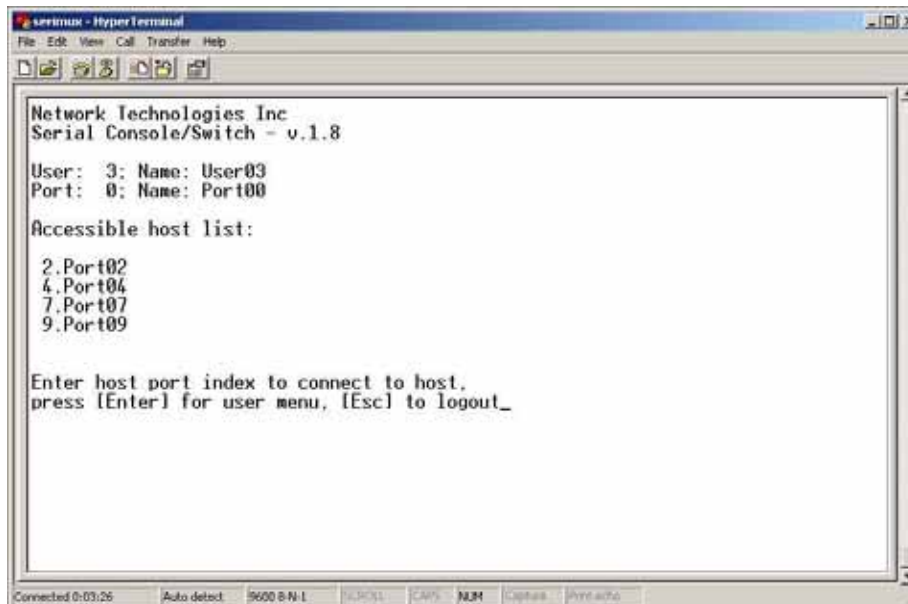 serimux - HyperTerminal
File Edit View Call Transfer Help
Network Technologies Inc
Serial Console/Switch - v.1.8
User:  3; Name: User03
Port:  0; Name: Port00
Accessible host list:
2.Port02
4.Port04
7.Port07
9.Port09
Enter host port index to connect to host,
press [Enter] for user menu, [Esc] to logout_
Connected 0:03:26 Auto detect 9600 8-N-1 SCROLL CAPS NUM Capture Print echo